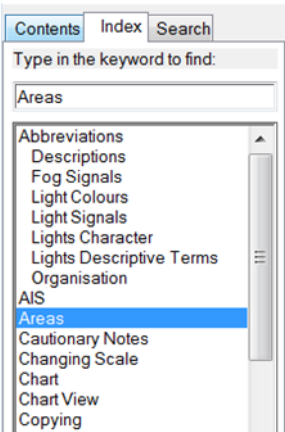 Contents Index Search
Type in the keyword to find:
Areas
Abbreviations
Descriptions
Fog Signals
Light Colours
Light Signals
Lights Character
Lights Descriptive Terms
Organisation
AIS
Areas
Cautionary Notes
Changing Scale
Chart
Chart View
Copying